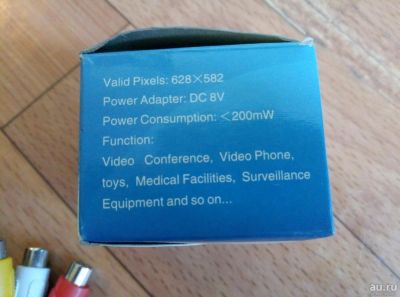 Valid Pixels: 628×582
Power Adapter: DC 8V
Power Consumption: <200mW
Function:
Video Conference, Video Phone,
toys, Medical Facilities, Surveillance
Equipment and so on...
au.ru